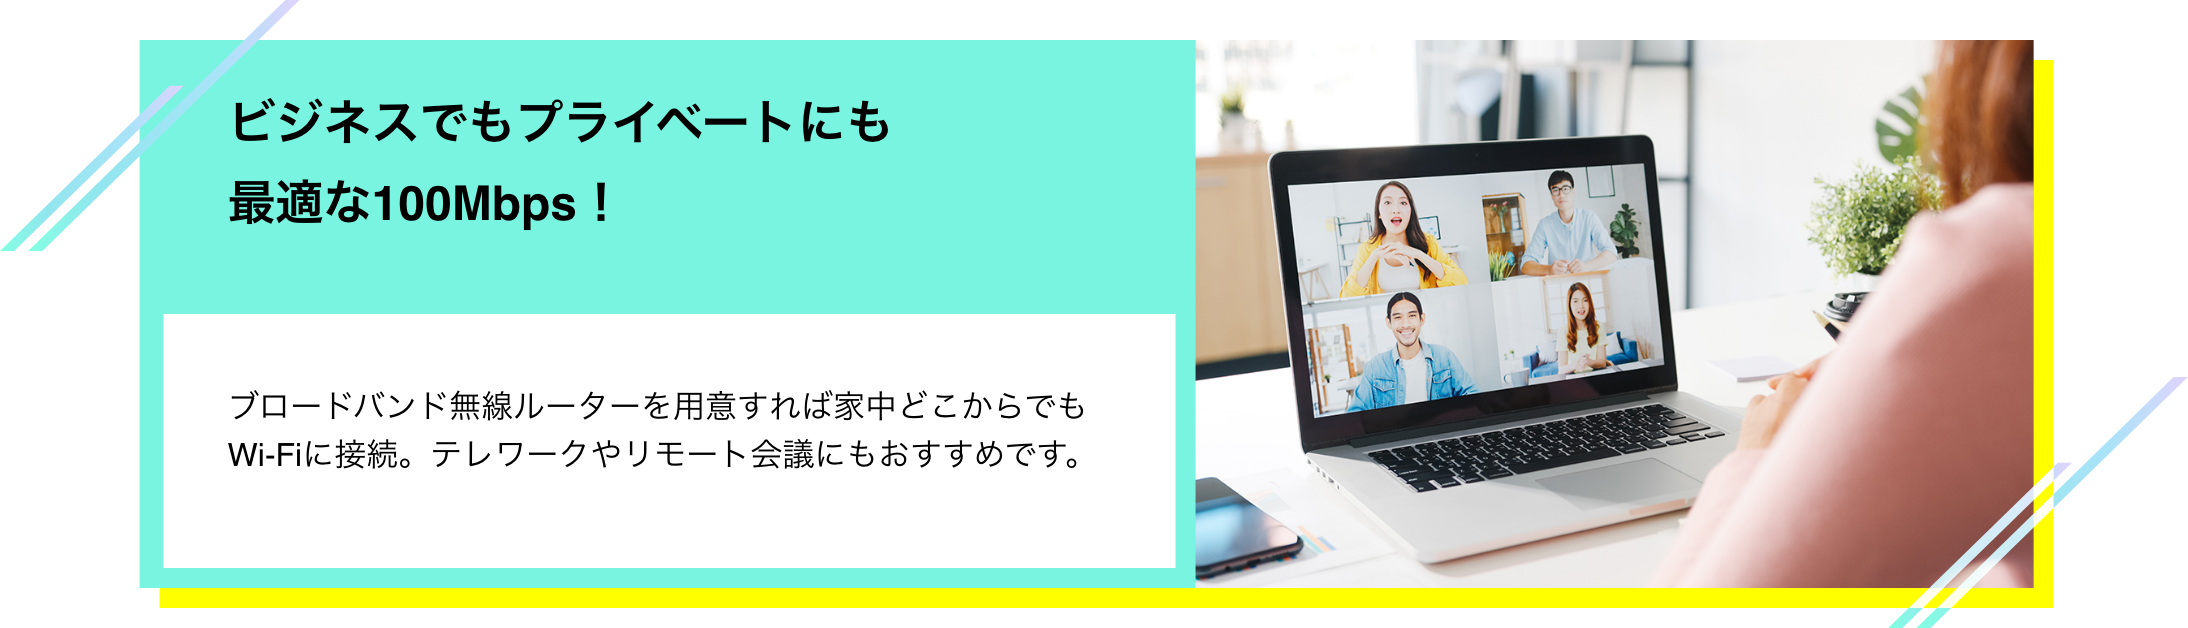 ビジネスでもプライベートにも
最適な100Mbps！
ブロードバンド無線ルーターを用意すれば家中どこからでも
Wi-Fiに接続。テレワークやリモート会議にもおすすめです。